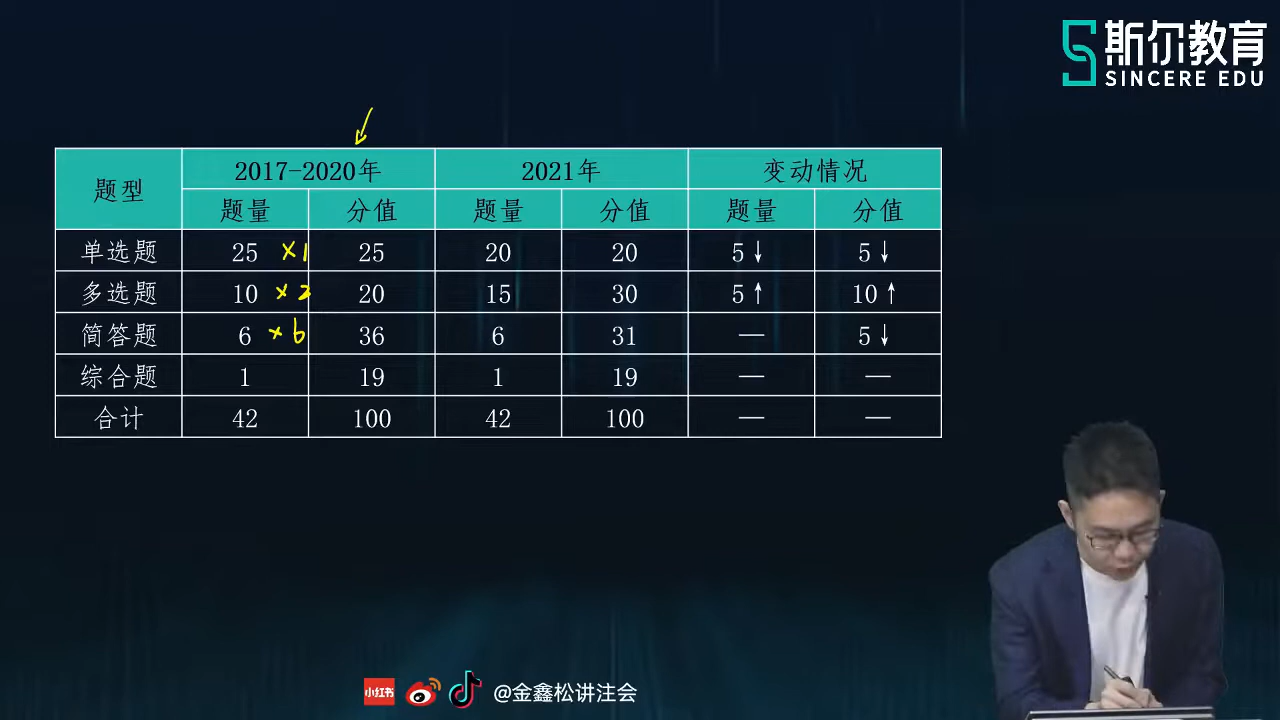 斯尔教育
SINCERE EDU
题型 2017-2020年 2021年 变动情况
题量 分值 题量 分值 题量 分值
单选题 25 ×1 25 20 20 5↓ 5↓
多选题 10 ×2 20 15 30 5↑ 10↑
简答题 6 ×6 36 6 31 — 5↓
综合题 1 19 1 19 — —
合计 42 100 42 100 — —
小红书 @金鑫松讲注会